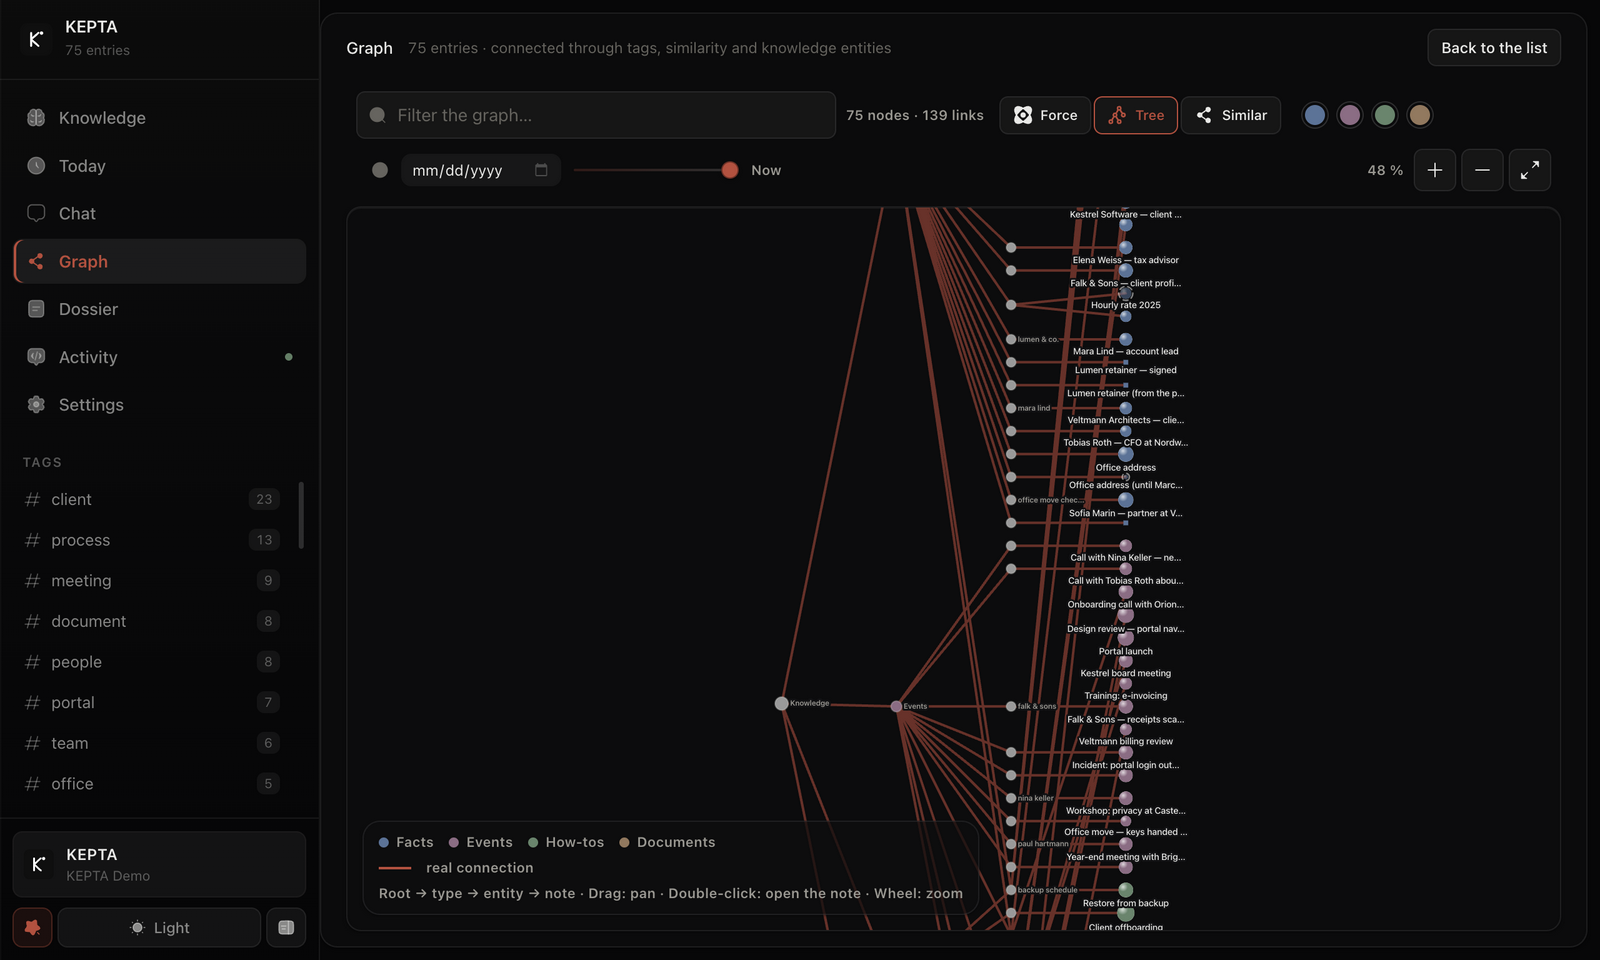 KEPTA
75 entries
Knowledge
Today
Chat
Graph
Dossier
Activity
Settings
TAGS
# client 23
# process 13
# meeting 9
# document 8
# people 8
# portal 7
# team 6
# office 5
KEPTA
KEPTA Demo
Light
Graph 75 entries · connected through tags, similarity and knowledge entities
Back to the list
Filter the graph...
75 nodes · 139 links
Force
Tree
Similar
mm/dd/yyyy
Now
48 %
Kestrel Software — client ...
Elena Weiss — tax advisor
Falk & Sons — client profi...
Hourly rate 2025
lumen & co.
Mara Lind — account lead
Lumen retainer — signed
Lumen retainer (from the p...
mara lind
Veltmann Architects — clie...
Tobias Roth — CFO at Nordw...
Office address
Office address (until Marc...
office move chec...
Sofia Marin — partner at V...
Call with Nina Keller — ne...
Call with Tobias Roth abou...
Onboarding call with Orion...
Design review — portal nav...
Portal launch
Kestrel board meeting
Training: e-invoicing
Knowledge
Events
falk & sons
Falk & Sons — receipts sca...
Veltmann billing review
Incident: portal login out...
nina keller
Workshop: privacy at Caste...
Office move — keys handed ...
paul hartmann
Year-end meeting with Brig...
backup schedule
Restore from backup
Client offboarding
Facts Events How-tos Documents
real connection
Root → type → entity → note · Drag: pan · Double-click: open the note · Wheel: zoom